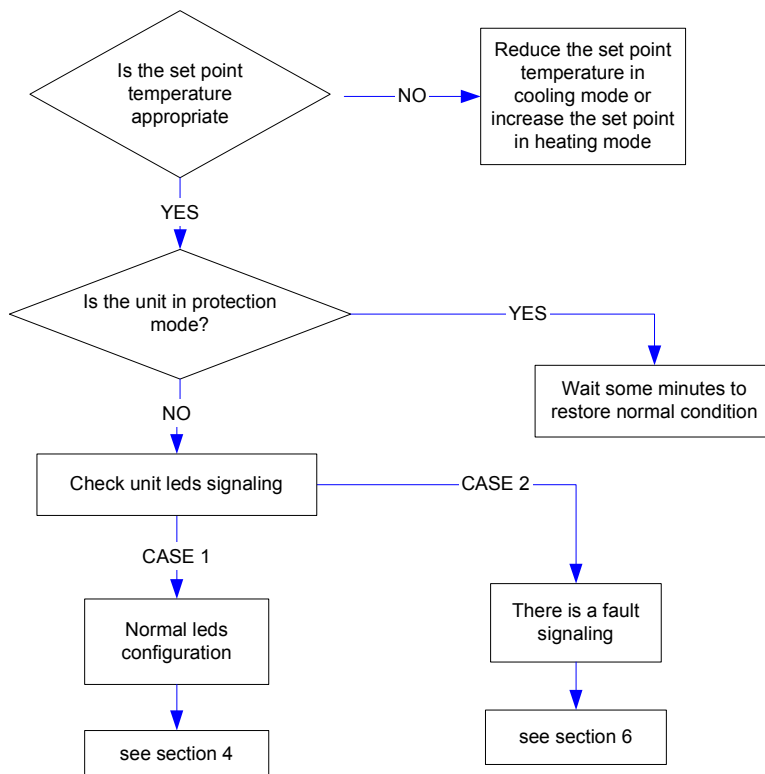 Is the set point
temperature
appropriate
NO
Reduce the set point
temperature in
cooling mode or
increase the set point
in heating mode
YES
Is the unit in protection
mode?
YES
Wait some minutes to
restore normal condition
NO
Check unit leds signaling
CASE 2
CASE 1
Normal leds
configuration
There is a fault
signaling
see section 4
see section 6